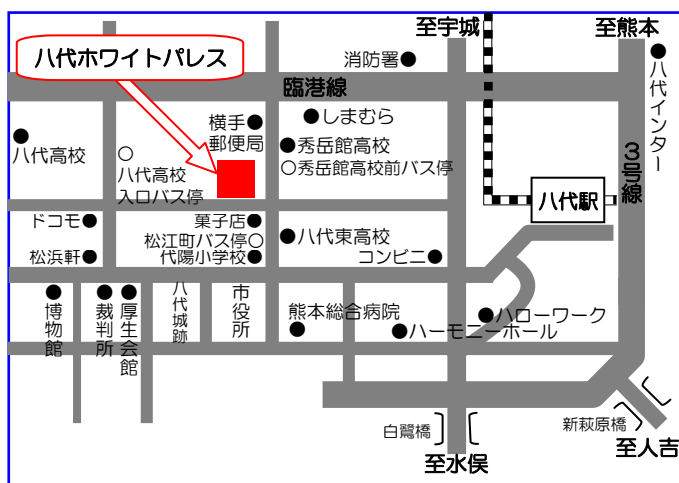 至宇城
至熊本
八代ホワイトパレス
消防署●
●八代インター
臨港線
●しまむら
横手●
郵便局
●
八代高校
○
八代高校
入口バス停
●秀岳館高校
○秀岳館高校前バス停
3号線
八代駅
ドコモ●
菓子店●
松江町バス停○
●八代東高校
松浜軒●
代陽小学校●
コンビニ●
●博物館
●裁判所
●厚生会館
八代城跡
市役所
熊本総合病院
●
●ハローワーク
●ハーモニーホール
白鷺橋
新萩原橋
至水俣
至人吉